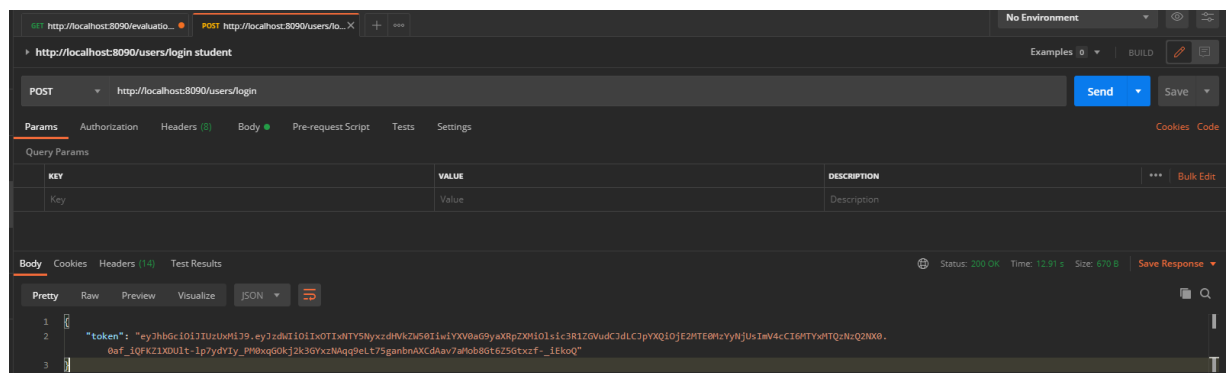 GET http://localhost:8090/evaluatio... POST http://localhost:8090/users/lo... No Environment
http://localhost:8090/users/login student Examples 0 BUILD
POST http://localhost:8090/users/login Send Save
Params Authorization Headers (8) Body Pre-request Script Tests Settings Cookies Code
Query Params
KEY VALUE DESCRIPTION Bulk Edit
Key Value Description
Body Cookies Headers (14) Test Results Status: 200 OK Time: 12.91 s Size: 670 B Save Response
Pretty Raw Preview Visualize JSON
1 {
2 "token": "eyJhbGciOiJIUzUxMiJ9.eyJzdWIiOiIxOTIxNTY5NyxzdHVkZW50IiwiYXV0aG9yaXRpZXMiOlsic3R1ZGVudCJdLCJpYXQiOjE2MTE0MzYyNjUsImV4cCI6MTYxMTQzNzQ2NX0.
0af_iQFKZ1XDUlt-lp7ydYIy_PM0xqGOkj2k3GYxzNAqq9eLt75ganbnAXCdAav7aMob8Gt6Z5Gtxzf-_iEkoQ"
3 }